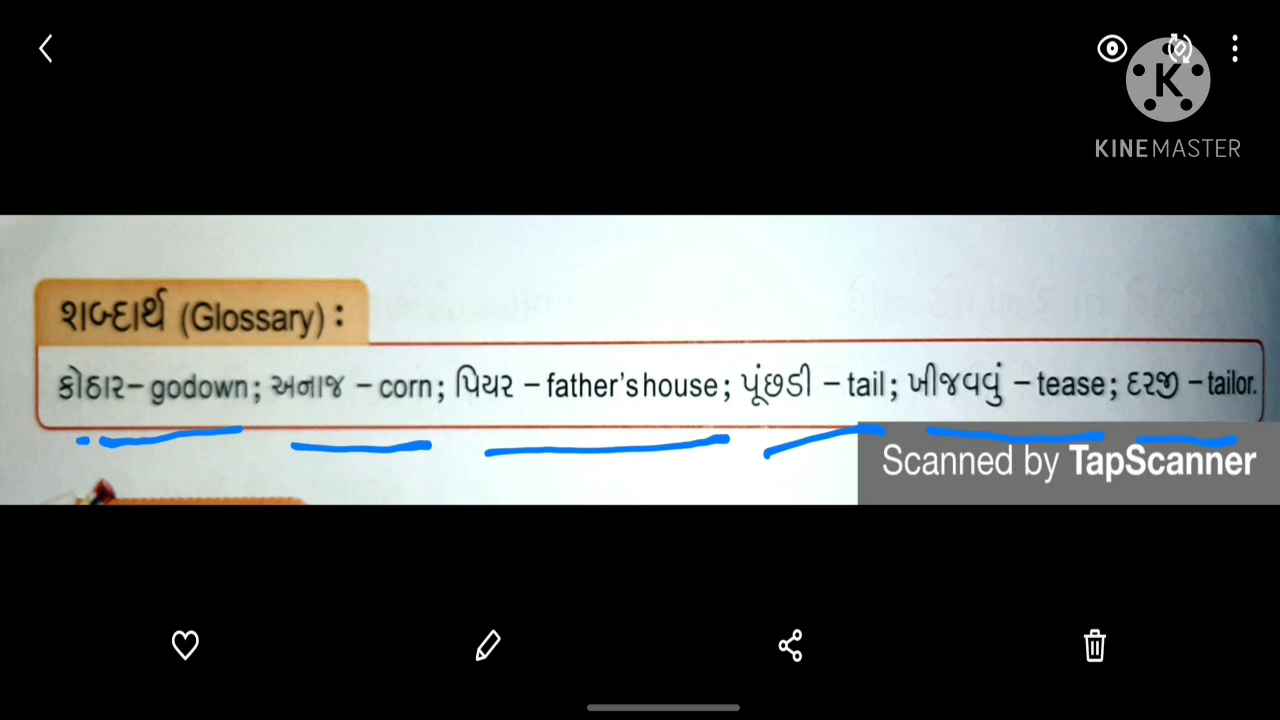 KINEMASTER
શબ્દાર્થ (Glossary) :
કોઠાર – godown; અનાજ – corn; પિયર – father's house; પૂંછડી – tail; ખીજવવું – tease; દરજી – tailor.
Scanned by TapScanner